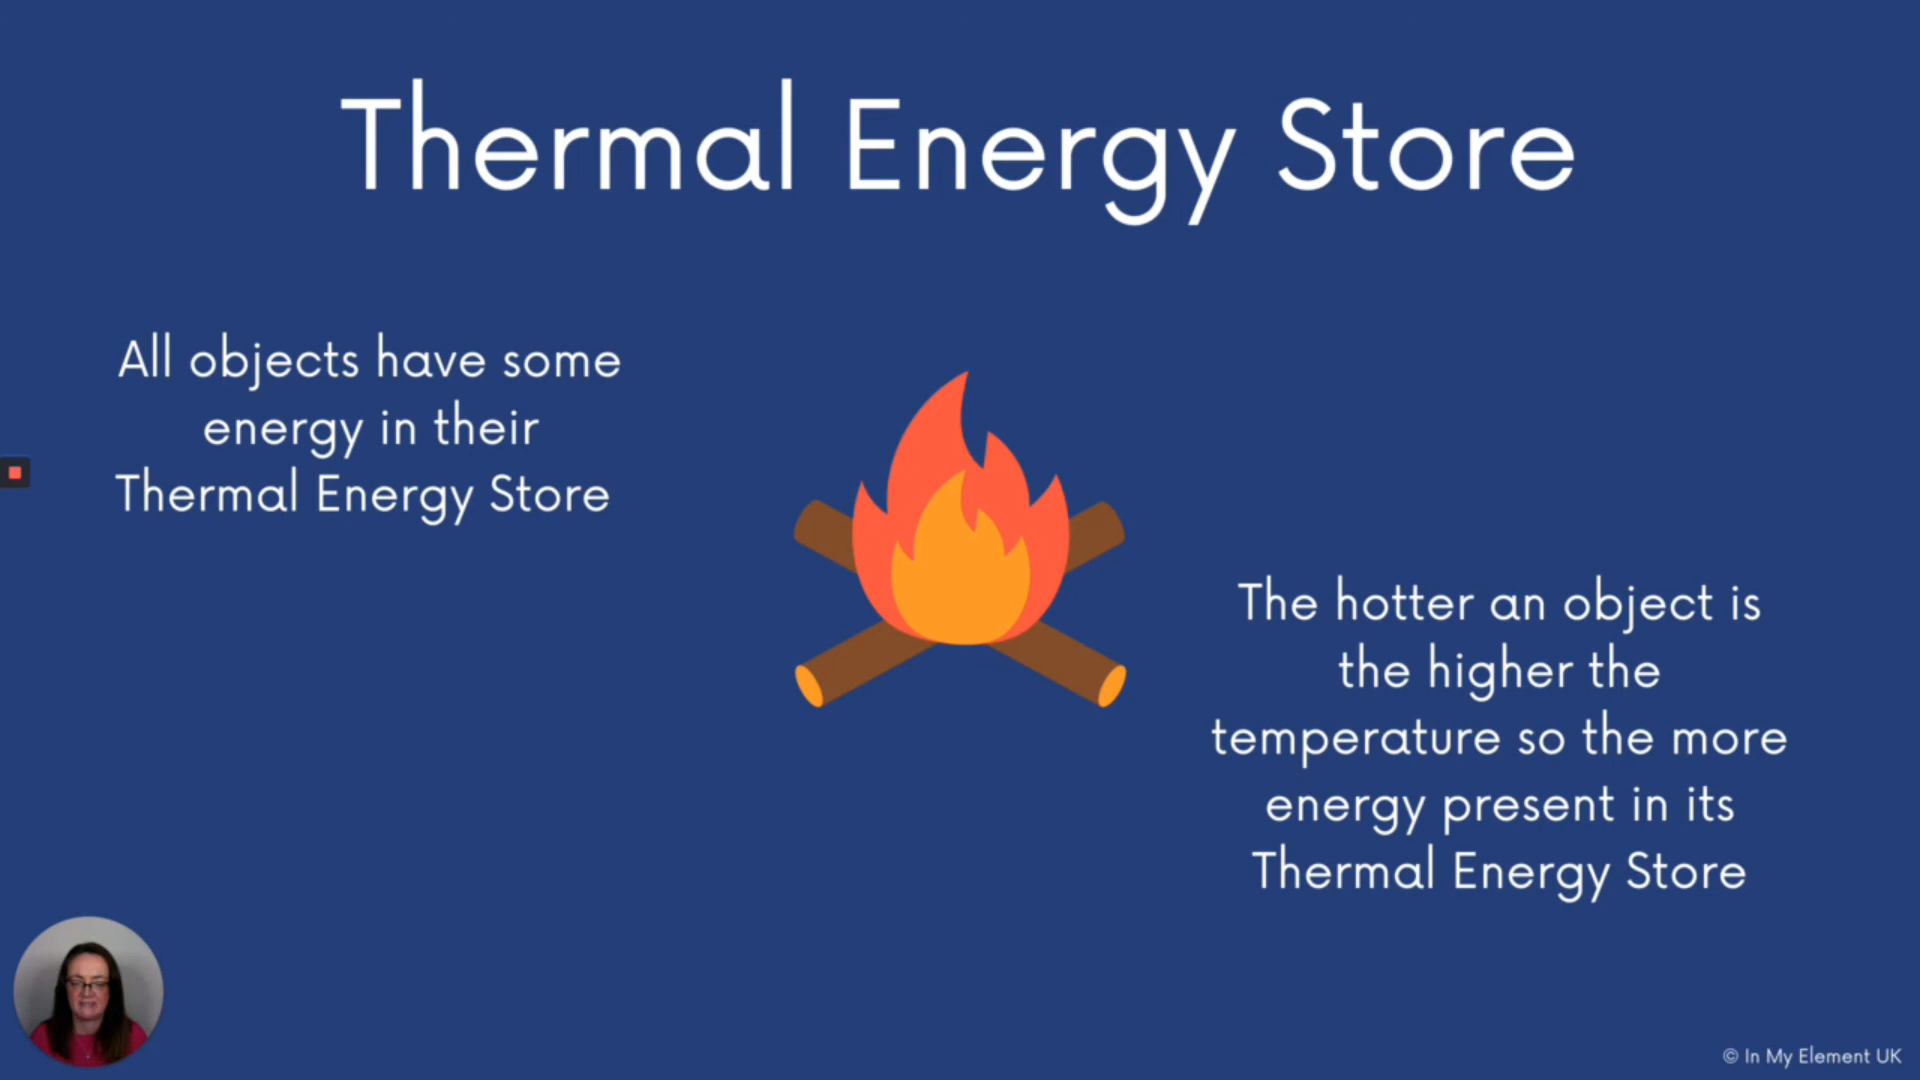 Thermal Energy Store
All objects have some
energy in their
Thermal Energy Store
The hotter an object is
the higher the
temperature so the more
energy present in its
Thermal Energy Store
© In My Element UK